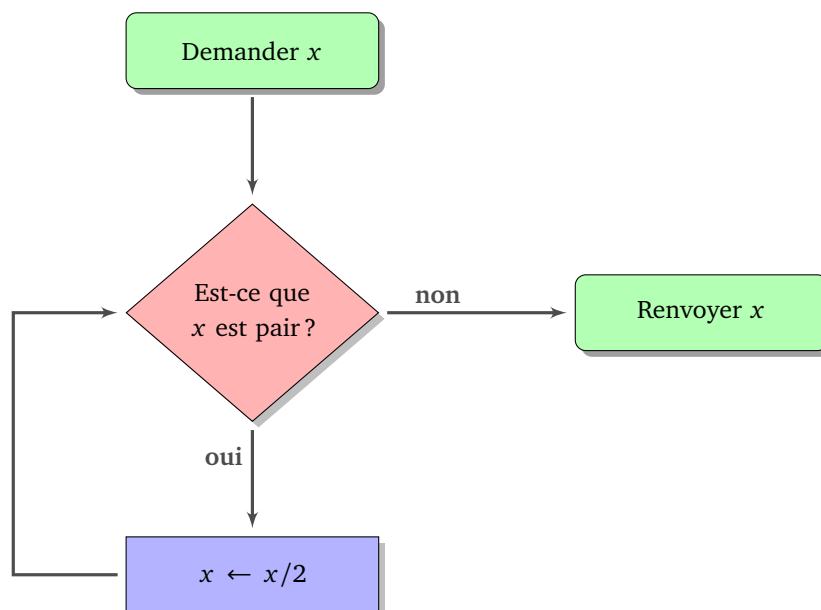 Demander x
Est-ce que
x est pair ?
non
Renvoyer x
oui
x ← x/2